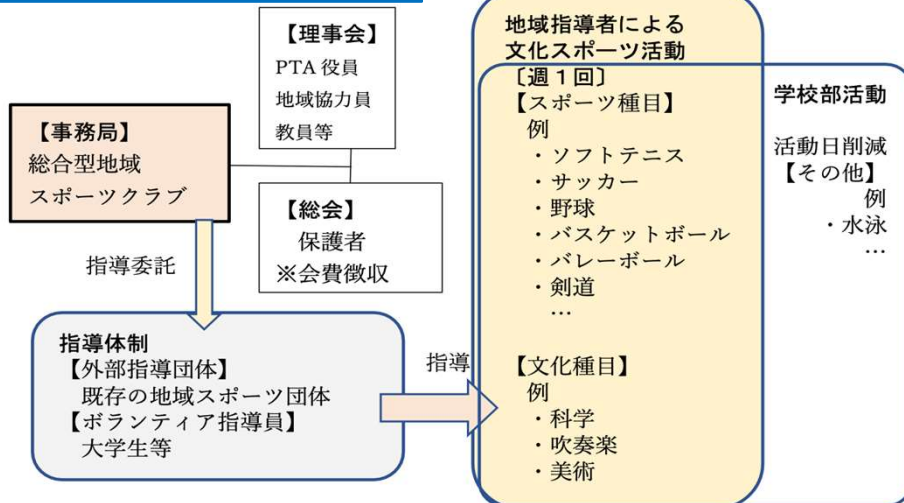 【理事会】
PTA 役員
地域協力員
教員等
【事務局】
総合型地域
スポーツクラブ
【総会】
保護者
※会費徴収
指導委託
指導体制
【外部指導団体】
既存の地域スポーツ団体
【ボランティア指導員】
大学生等
指導
地域指導者による
文化スポーツ活動
〔週１回〕
【スポーツ種目】
例
・ソフトテニス
・サッカー
・野球
・バスケットボール
・バレーボール
・剣道
…
【文化種目】
例
・科学
・吹奏楽
・美術
学校部活動
活動日削減
【その他】
例
・水泳
…